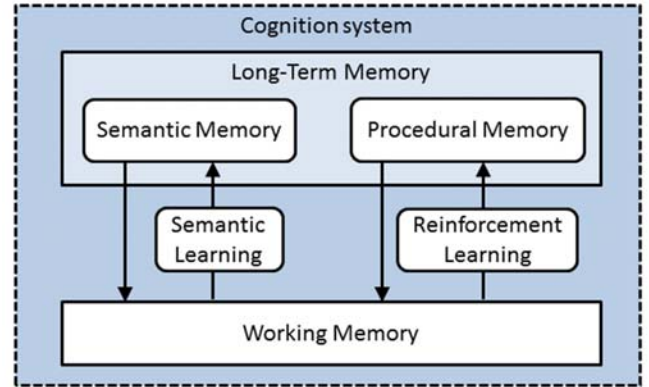 Cognition system
Long-Term Memory
Semantic Memory
Procedural Memory
Semantic
Learning
Reinforcement
Learning
Working Memory